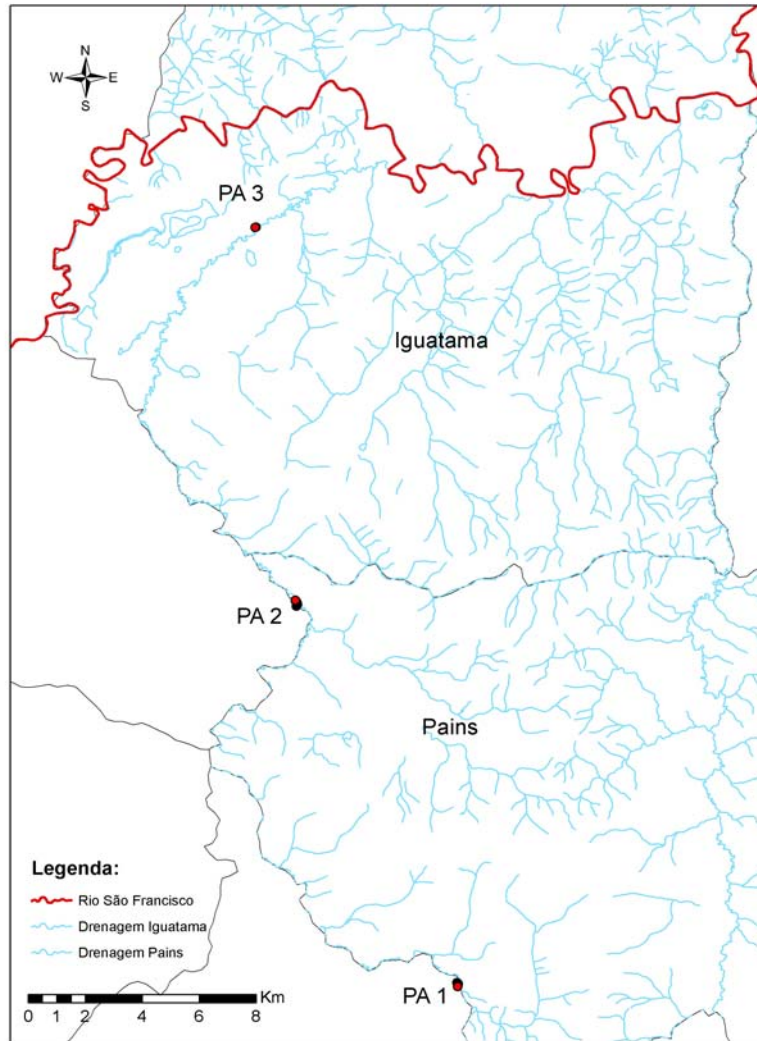 N
W E
S
PA 3
Iguatama
PA 2
Pains
Legenda:
Rio São Francisco
Drenagem Iguatama
Drenagem Pains
PA 1
Km
0 1 2 4 6 8